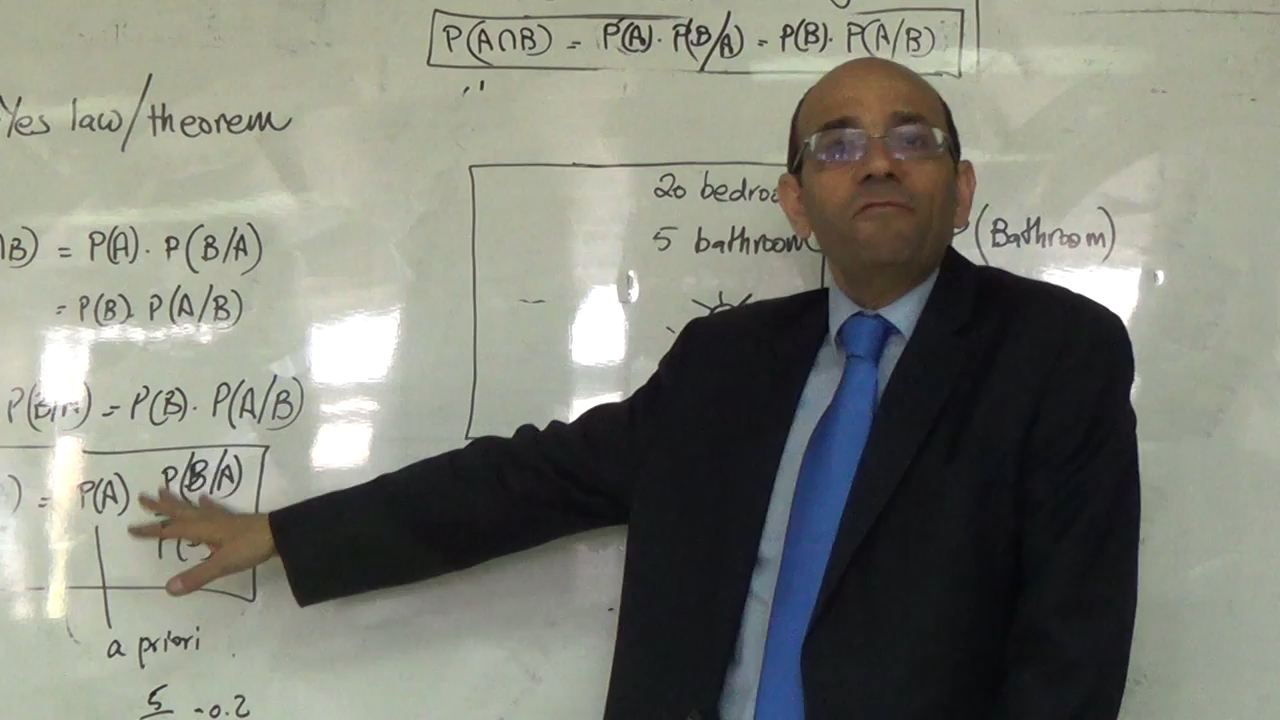 P(A∩B) = P(A). P(B/A) = P(B). P(A/B)
Yes law/theorem
20 bedroo
5 bathroom
(Bathroom)
∩B) = P(A). P(B/A)
= P(B). P(A/B)
P(B/A) = P(B). P(A/B)
) = P(A) P(B/A)
a priori
5 = 0.2